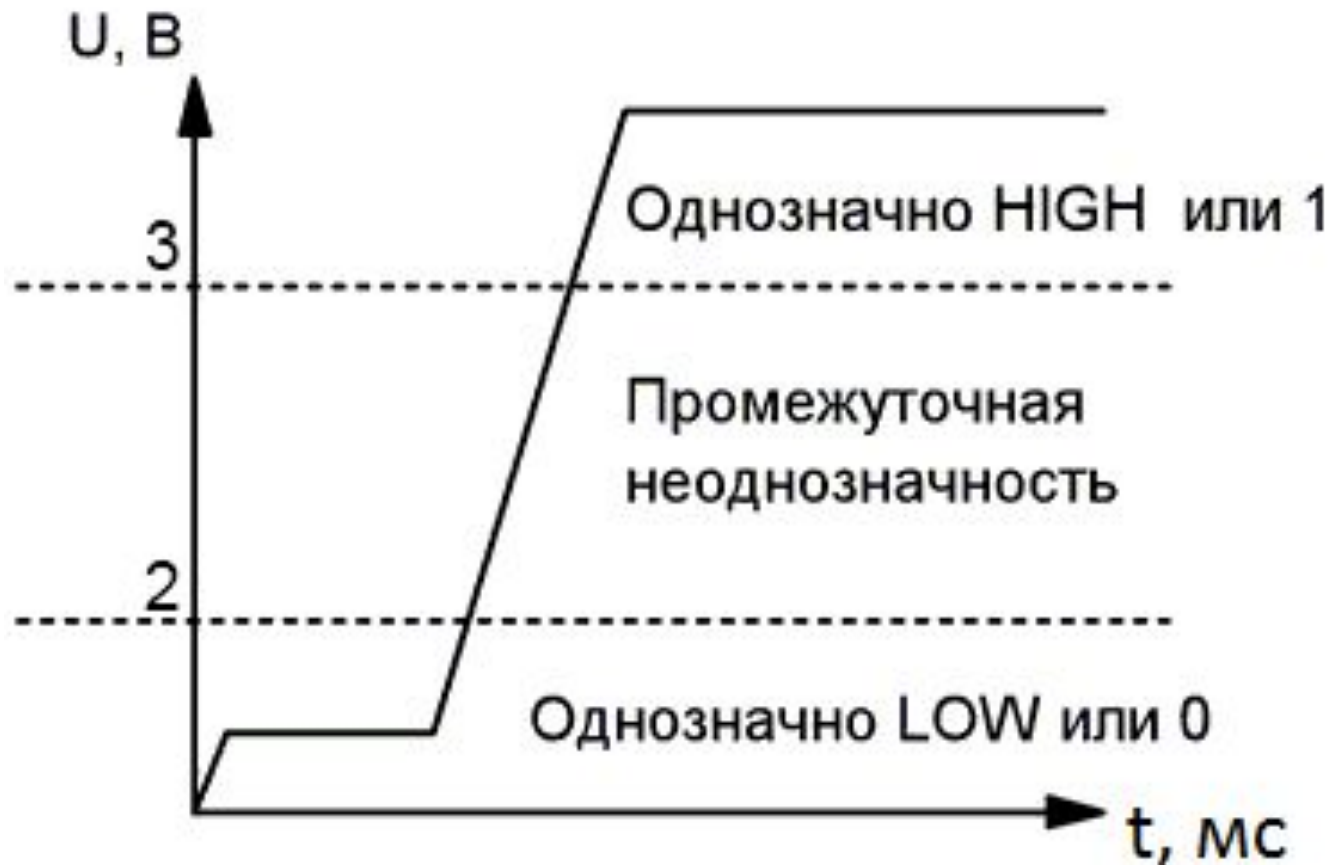 U, В
Однозначно HIGH или 1
3
Промежуточная
неоднозначность
2
Однозначно LOW или 0
t, мс